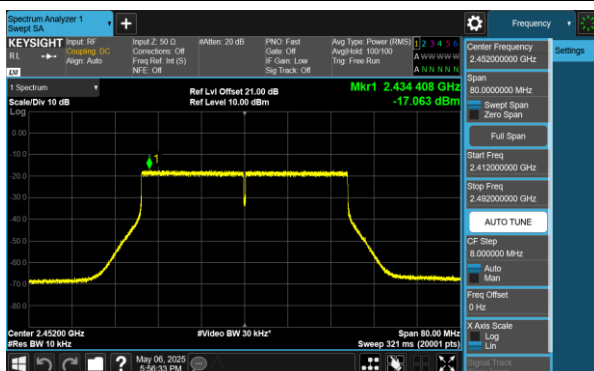 Spectrum Analyzer 1
Swept SA
+
Frequency
KEYSIGHT
RL
LXI
Input: RF
Coupling: DC
Align: Auto
Input Z: 50 Ω
Corrections: Off
Freq Ref: Int (S)
NFE: Off
#Atten: 20 dB
PNO: Fast
Gate: Off
IF Gain: Low
Sig Track: Off
Avg Type: Power (RMS)
Avg|Hold: 100/100
Trig: Free Run
1 2 3 4 5 6
A WW WW W
A N N N N N
Center Frequency
2.452000000 GHz
Settings
Span
80.0000000 MHz
Swept Span
Zero Span
Full Span
Start Freq
2.412000000 GHz
Stop Freq
2.492000000 GHz
AUTO TUNE
CF Step
8.000000 MHz
Auto
Man
Freq Offset
0 Hz
X Axis Scale
Log
Lin
Signal Track
1 Spectrum
Scale/Div 10 dB
Ref Lvl Offset 21.00 dB
Ref Level 10.00 dBm
Mkr1 2.434 408 GHz
-17.063 dBm
Log
0.00
1
-10.0
-20.0
-30.0
-40.0
-50.0
-60.0
-70.0
-80.0
Center 2.45200 GHz
#Res BW 10 kHz
#Video BW 30 kHz*
Span 80.00 MHz
Sweep 321 ms (20001 pts)
?
May 06, 2025
5:56:33 PM